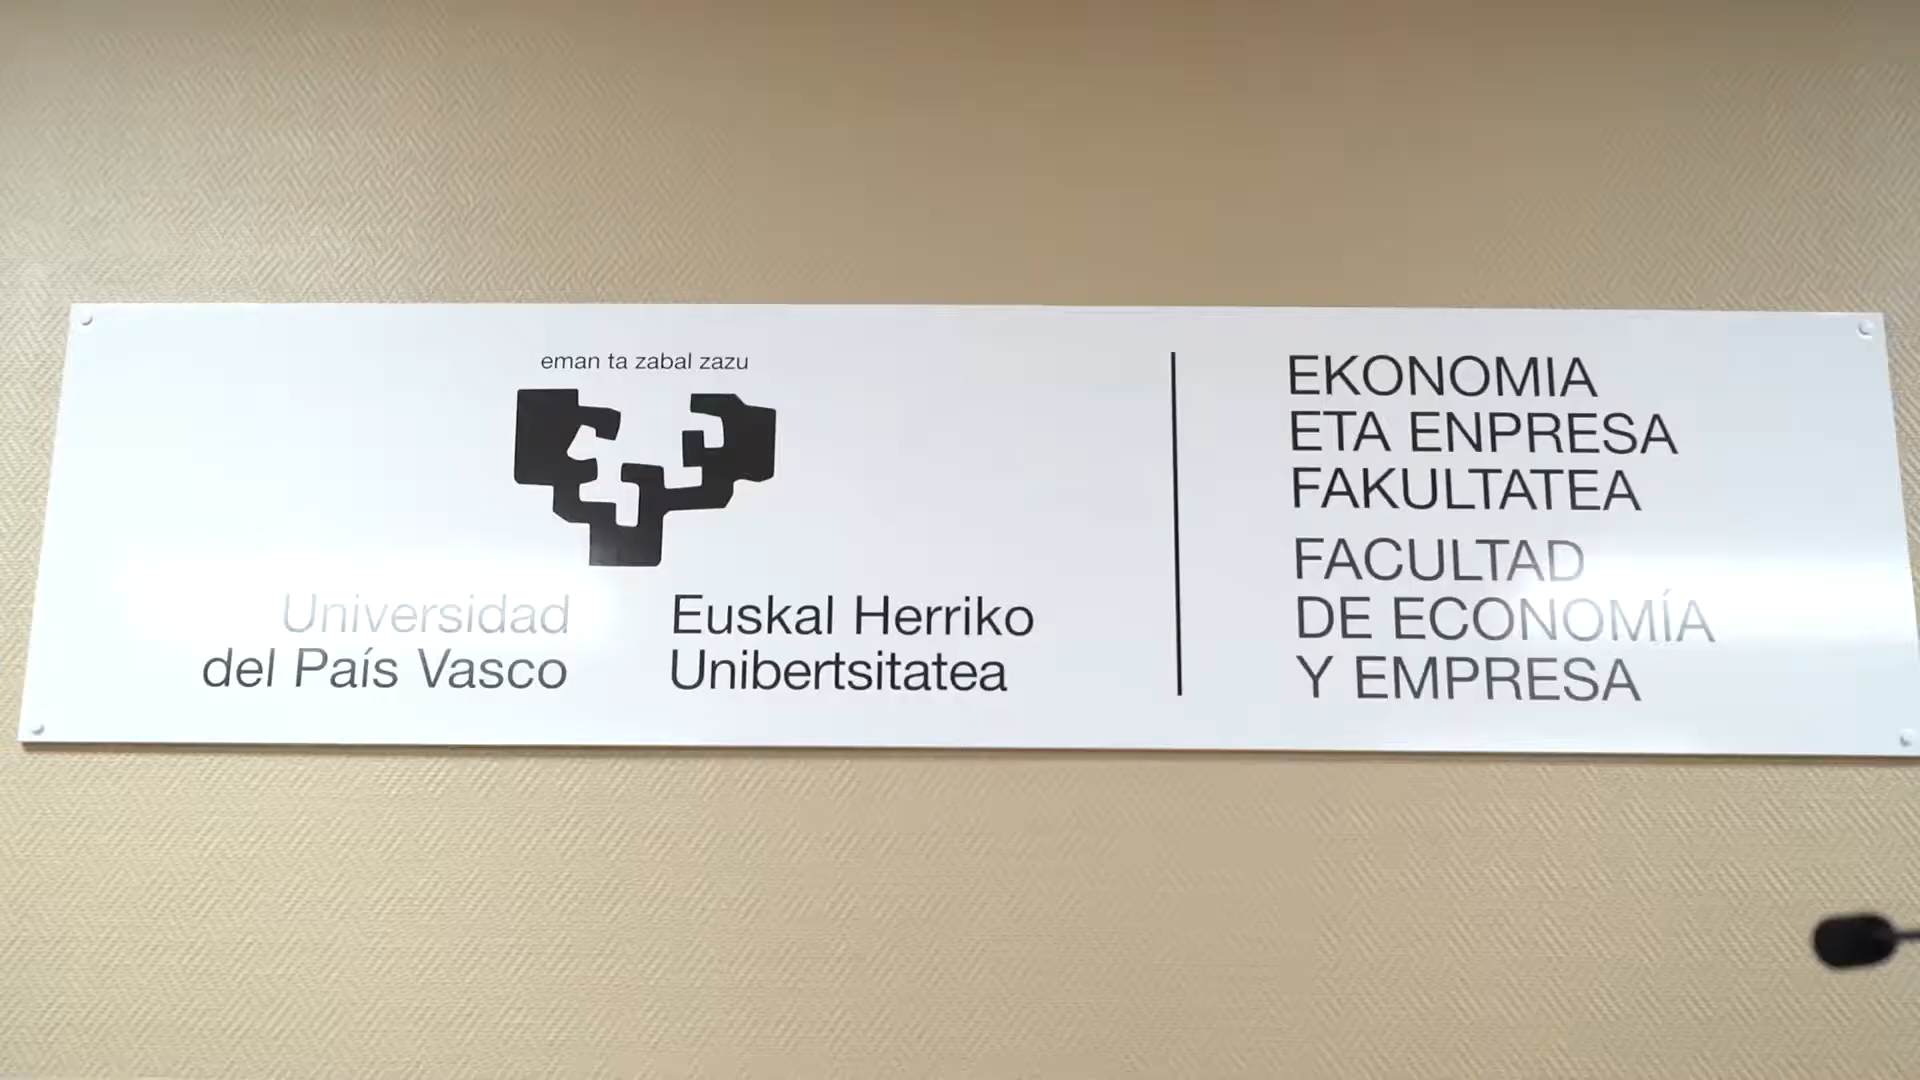 eman ta zabal zazu
Universidad
del País Vasco
Euskal Herriko
Unibertsitatea
EKONOMIA
ETA ENPRESA
FAKULTATEA
FACULTAD
DE ECONOMÍA
Y EMPRESA